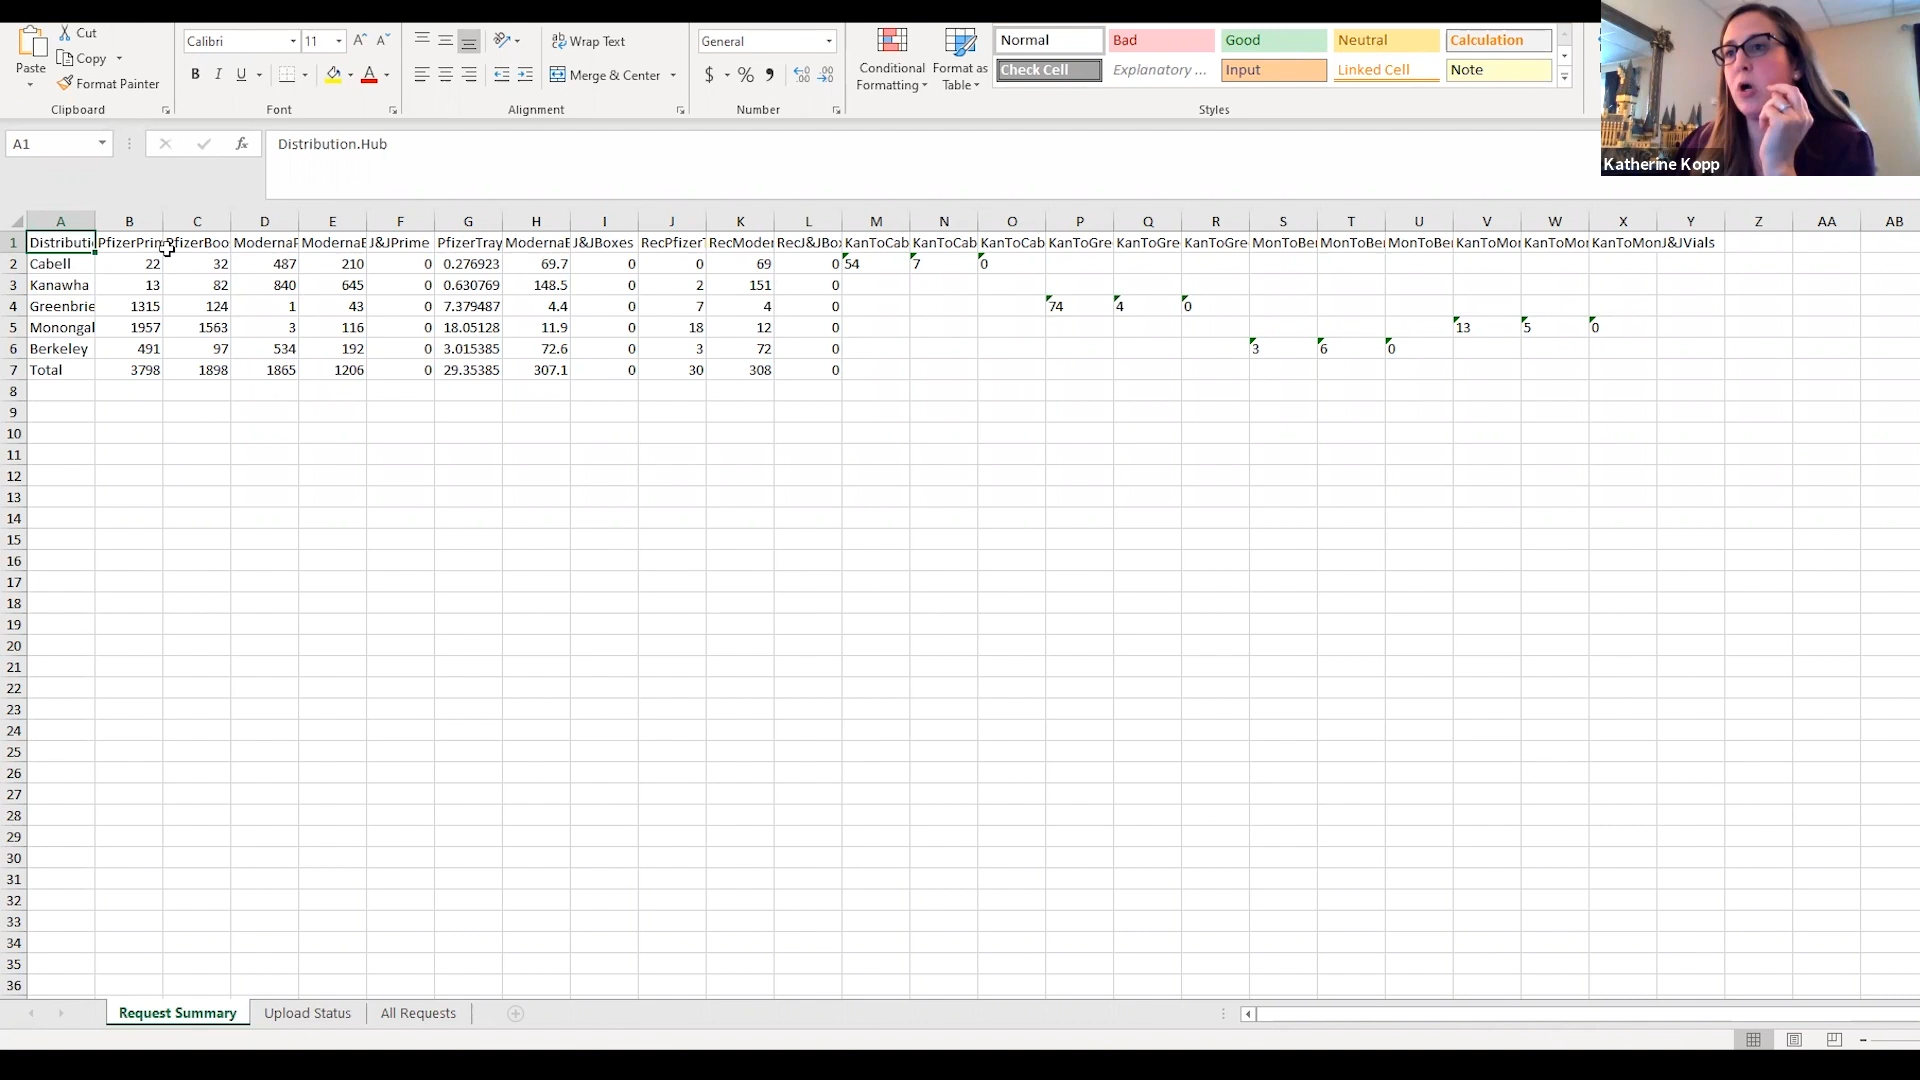 Cut
Calibri 11 A^ A˅ Wrap Text General Normal Bad Good Neutral Calculation
Copy
Paste Conditional Format as
Format Painter B I U A Merge & Center $ % Formatting Table Check Cell Explanatory ... Input Linked Cell Note
Clipboard Font Alignment Number Styles
Katherine Kopp
A1 fx Distribution.Hub
A B C D E F G H I J K L M N O P Q R S T U V W X Y Z AA AB
1 Distributi PfizerPrim PfizerBoo ModernaP ModernaE J&JPrime PfizerTray ModernaE J&JBoxes RecPfizerT RecModer RecJ&JBo KanToCab KanToCab KanToCab KanToGre KanToGre KanToGre MonToBer MonToBer MonToBer KanToMor KanToMor KanToMonJ&JVials
2 Cabell 22 32 487 210 0 0.276923 69.7 0 0 69 0 54 7 0
3 Kanawha 13 82 840 645 0 0.630769 148.5 0 2 151 0
4 Greenbrie 1315 124 1 43 0 7.379487 4.4 0 7 4 0 74 4 0
5 Monongal 1957 1563 3 116 0 18.05128 11.9 0 18 12 0 13 5 0
6 Berkeley 491 97 534 192 0 3.015385 72.6 0 3 72 0 3 6 0
7 Total 3798 1898 1865 1206 0 29.35385 307.1 0 30 308 0
8
9
10
11
12
13
14
15
16
17
18
19
20
21
22
23
24
25
26
27
28
29
30
31
32
33
34
35
36
Request Summary Upload Status All Requests